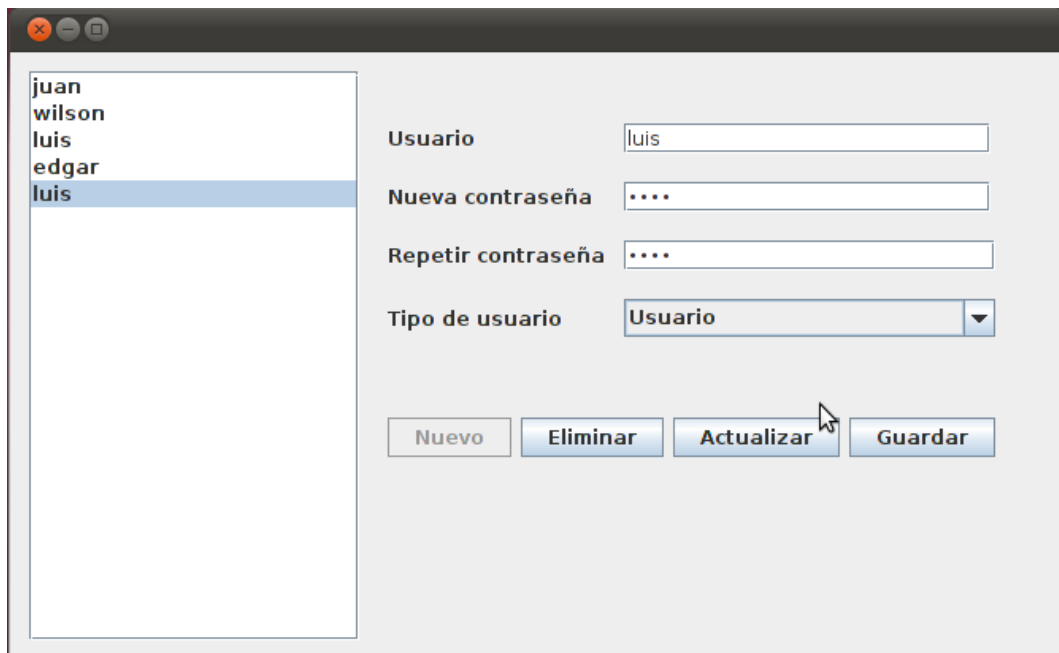 juan
wilson
luis
edgar
luis
Usuario luis
Nueva contraseña ••••
Repetir contraseña ••••
Tipo de usuario Usuario
Nuevo Eliminar Actualizar Guardar